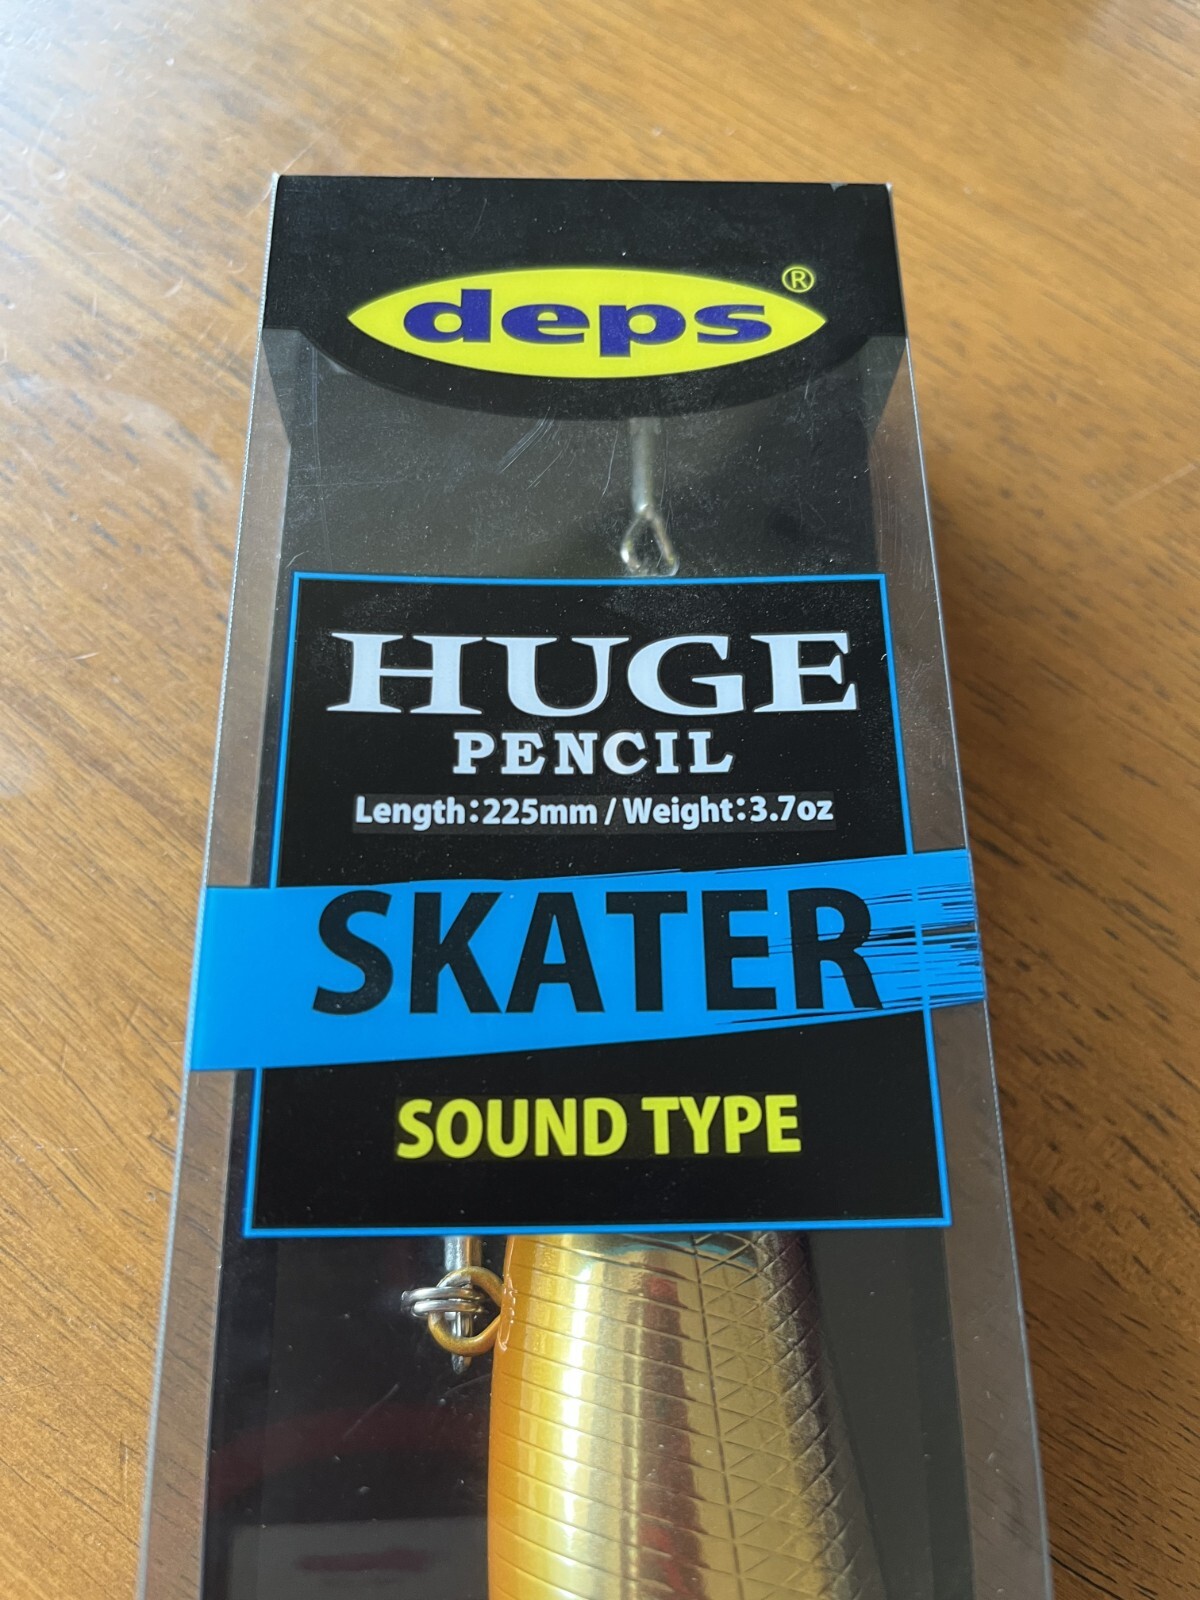 deps®
HUGE
PENCIL
Length:225mm / Weight:3.7oz
SKATER
SOUND TYPE